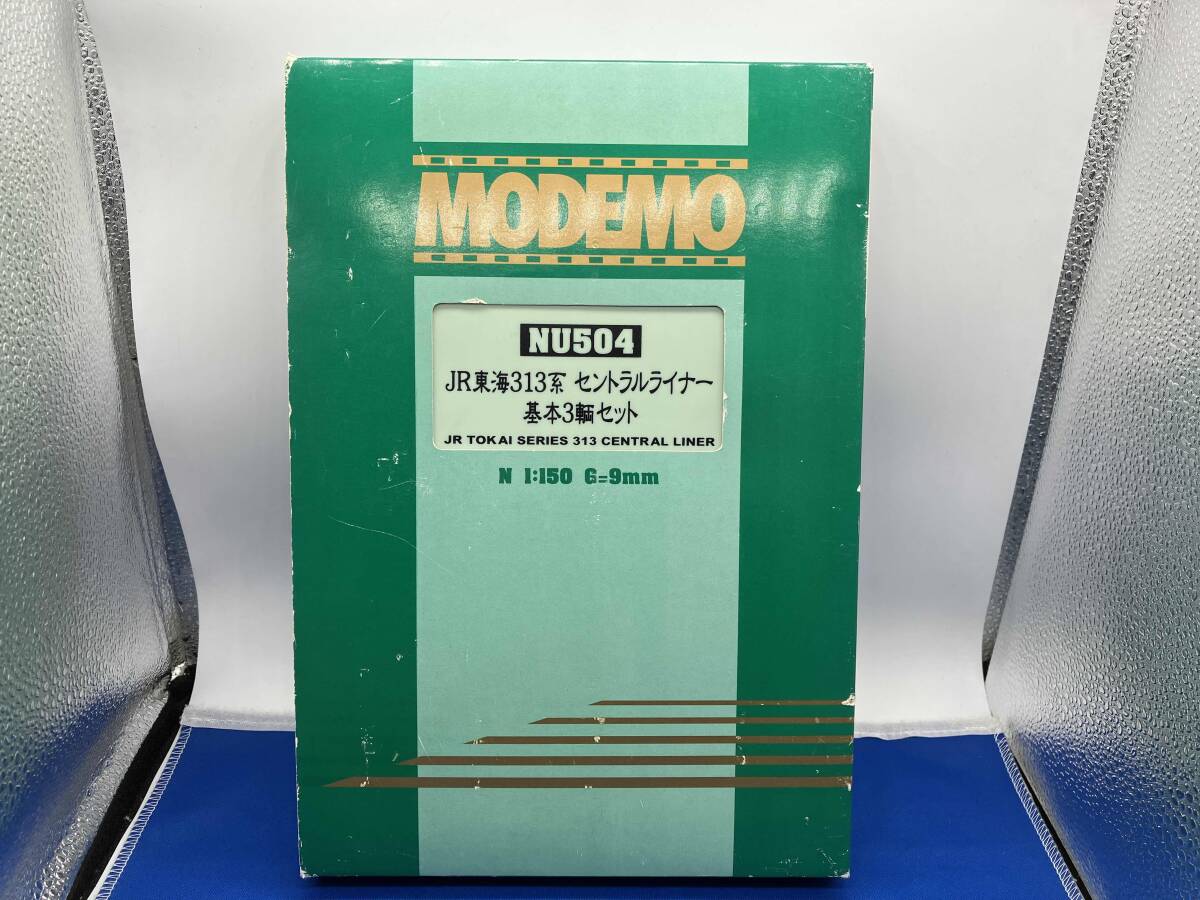 MODEMO
NU504
JR東海313系 セントラルライナー
基本3輌セット
JR TOKAI SERIES 313 CENTRAL LINER
N 1:150 G=9mm